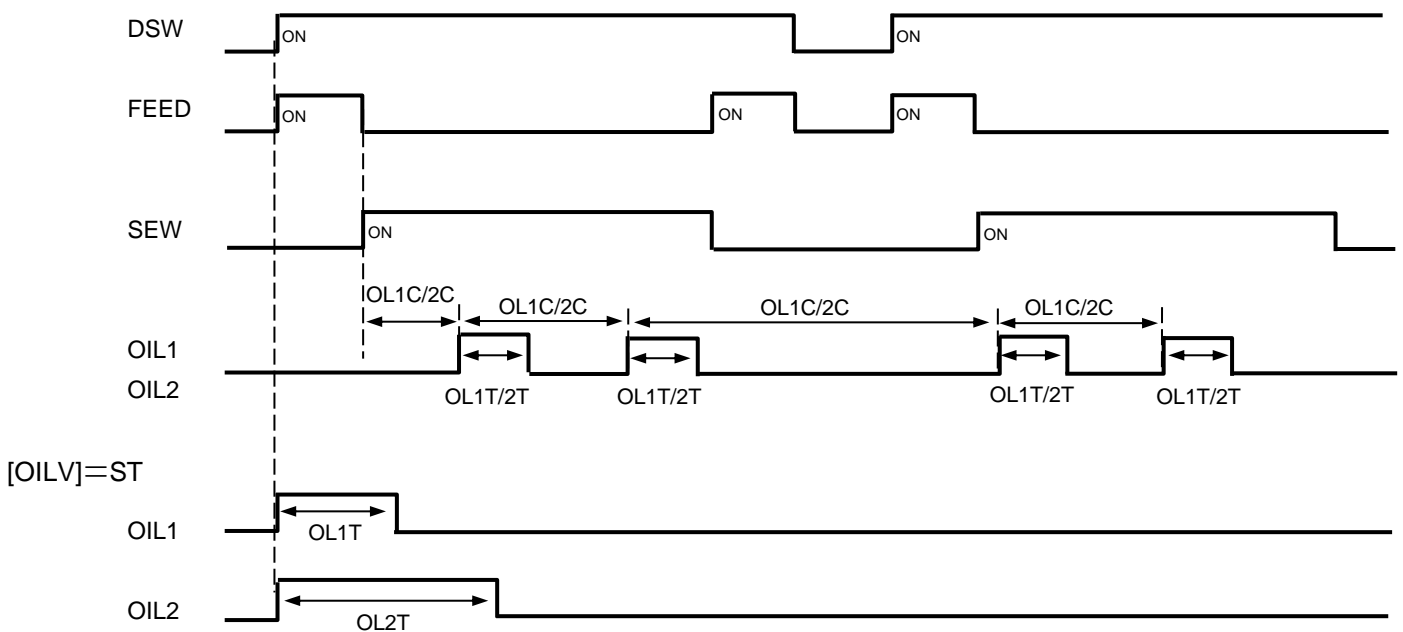 DSW ON ON
FEED ON ON ON
SEW ON ON
OL1C/2C OL1C/2C OL1C/2C OL1C/2C
OIL1
OIL2 OL1T/2T OL1T/2T OL1T/2T OL1T/2T
[OILV]=ST
OIL1 OL1T
OIL2 OL2T